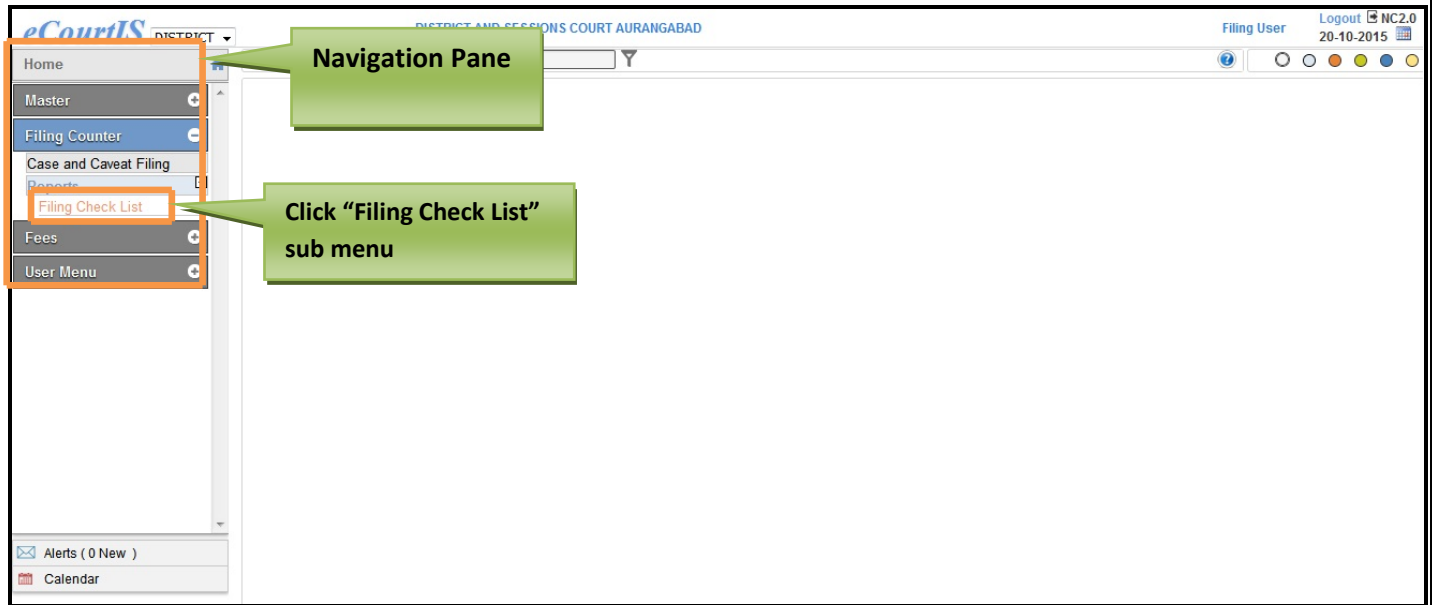 eCourtIS DISTRICT
DISTRICT AND SESSIONS COURT AURANGABAD
Filing User
Logout NC2.0
20-10-2015
Home
Navigation Pane
Master
Filing Counter
Case and Caveat Filing
Reports
Filing Check List
Click “Filing Check List”
sub menu
Fees
User Menu
Alerts ( 0 New )
Calendar